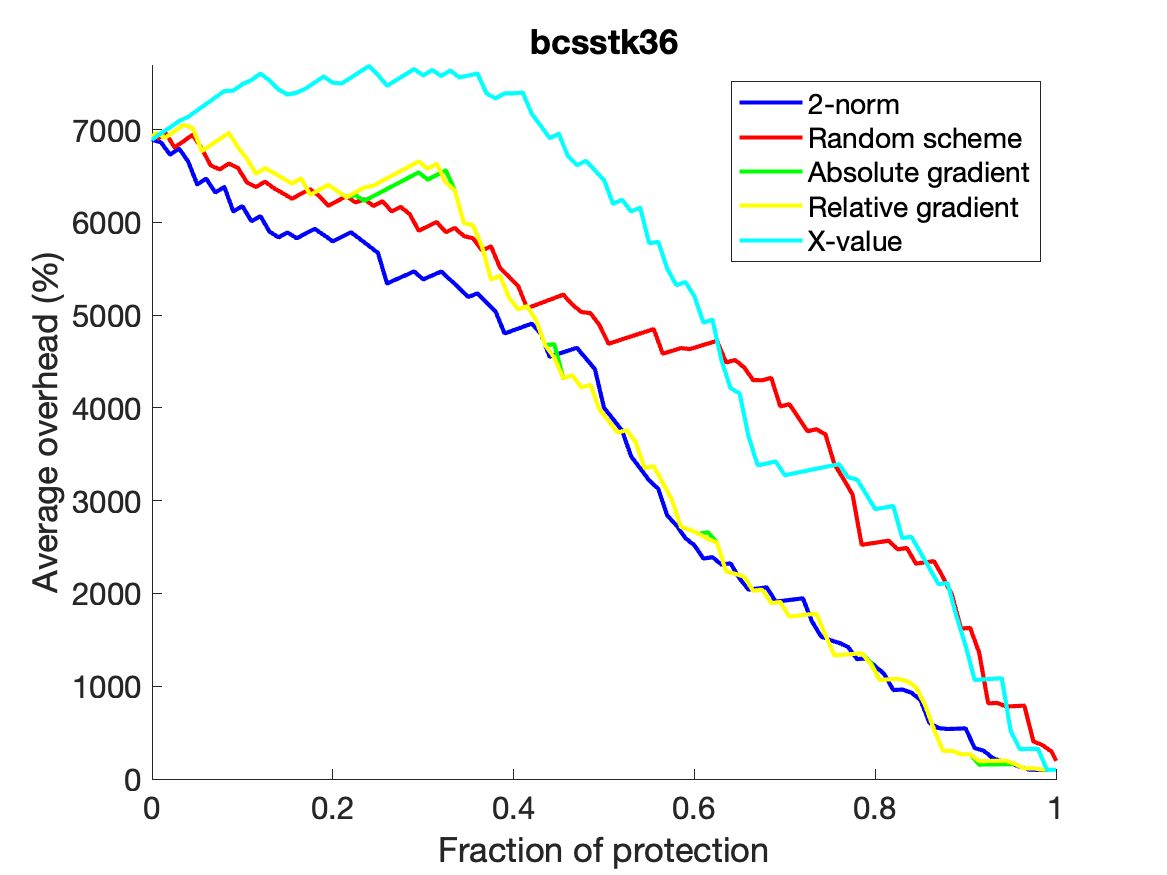 bcsstk36
2-norm
Random scheme
Absolute gradient
Relative gradient
X-value
Average overhead (%)
7000
6000
5000
4000
3000
2000
1000
0
0
0.2
0.4
0.6
0.8
1
Fraction of protection